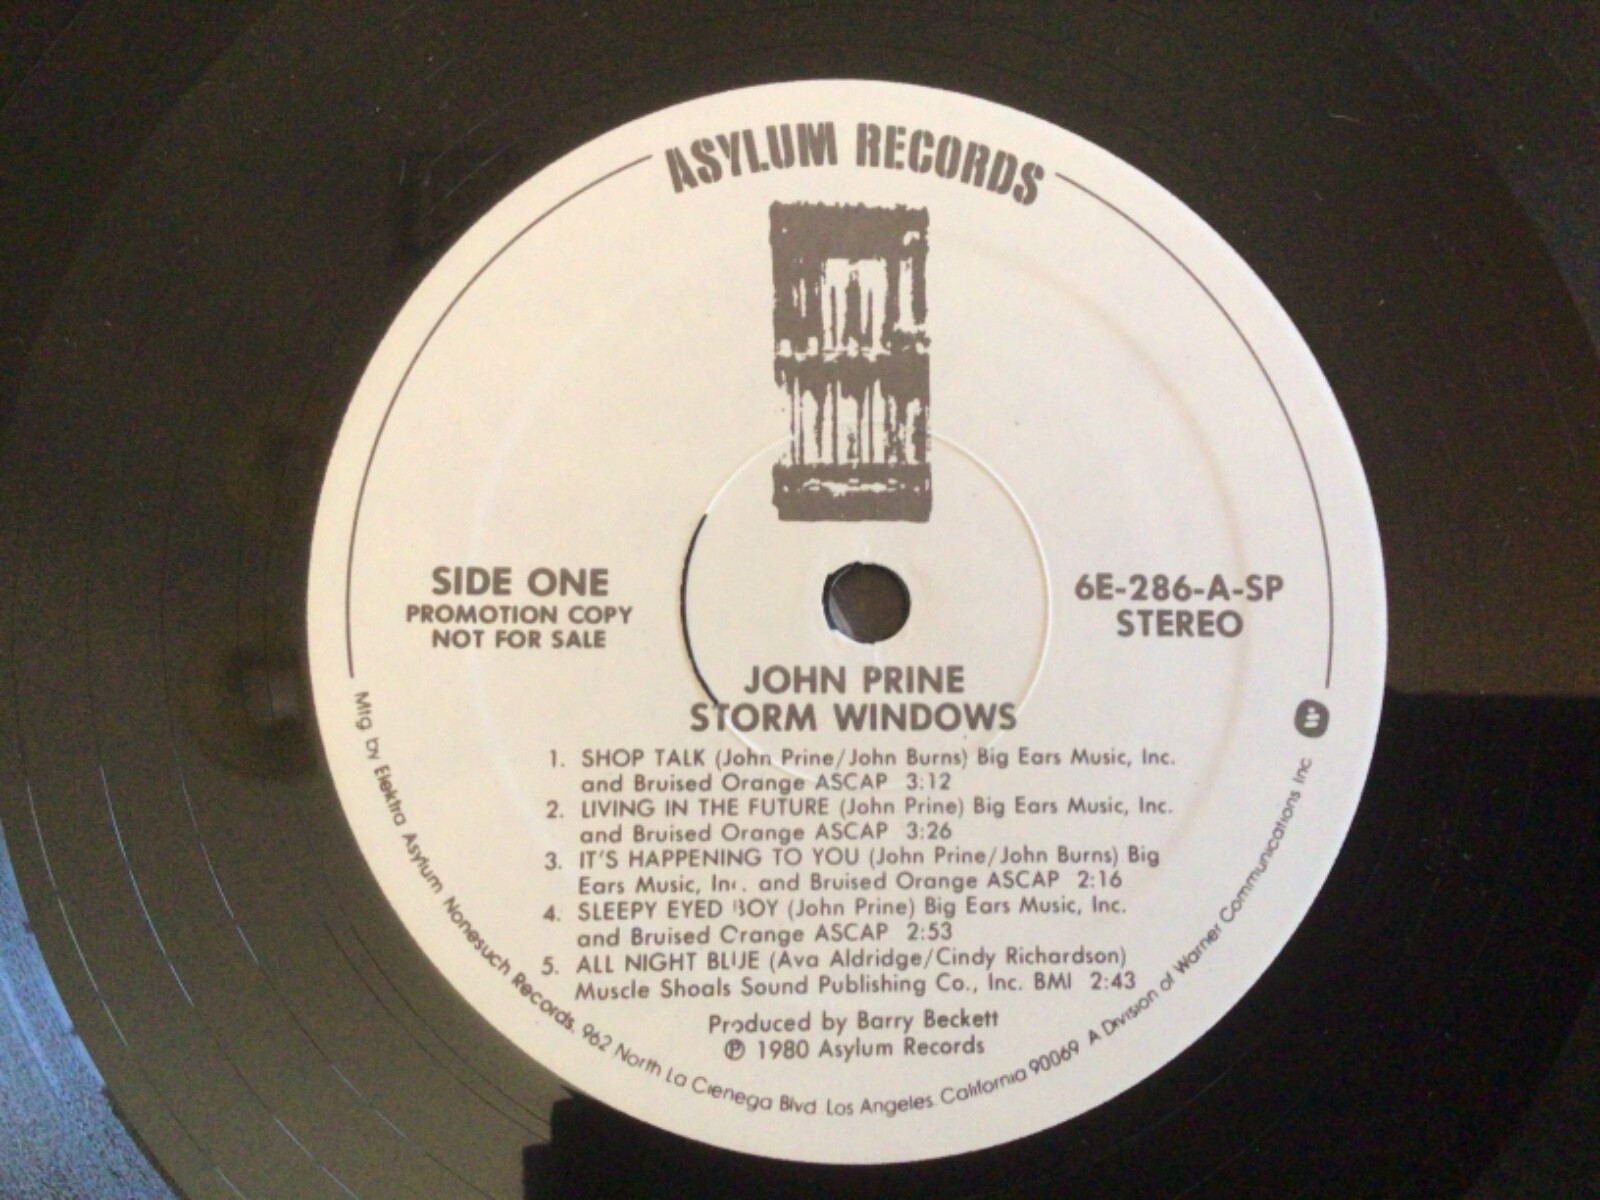 ASYLUM RECORDS
SIDE ONE
PROMOTION COPY
NOT FOR SALE
6E-286-A-SP
STEREO
JOHN PRINE
STORM WINDOWS
1. SHOP TALK (John Prine/John Burns) Big Ears Music, Inc.
and Bruised Orange ASCAP 3:12
2. LIVING IN THE FUTURE (John Prine) Big Ears Music, Inc.
and Bruised Orange ASCAP 3:26
3. IT'S HAPPENING TO YOU (John Prine/John Burns) Big
Ears Music, Inc. and Bruised Orange ASCAP 2:16
4. SLEEPY EYED BOY (John Prine) Big Ears Music, Inc.
and Bruised Orange ASCAP 2:53
5. ALL NIGHT BLUE (Ava Aldridge/Cindy Richardson)
Muscle Shoals Sound Publishing Co., Inc. BMI 2:43
Produced by Barry Beckett
℗ 1980 Asylum Records
Mfg by Elektra Asylum Nonesuch Records. 962 North La Cienega Blvd Los Angeles California 90069 A Division of Warner Communications Inc W